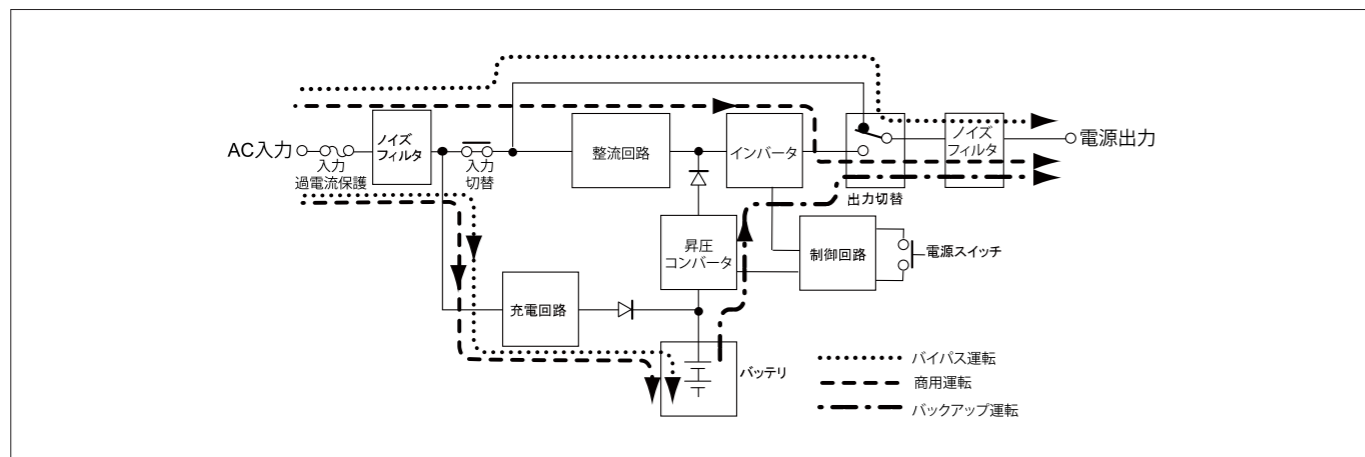 AC入力
入力
過電流保護
ノイズ
フィルタ
入力
切替
整流回路
インバータ
出力切替
ノイズ
フィルタ
電源出力
昇圧
コンバータ
制御回路
電源スイッチ
充電回路
バッテリ
バイパス運転
商用運転
バックアップ運転